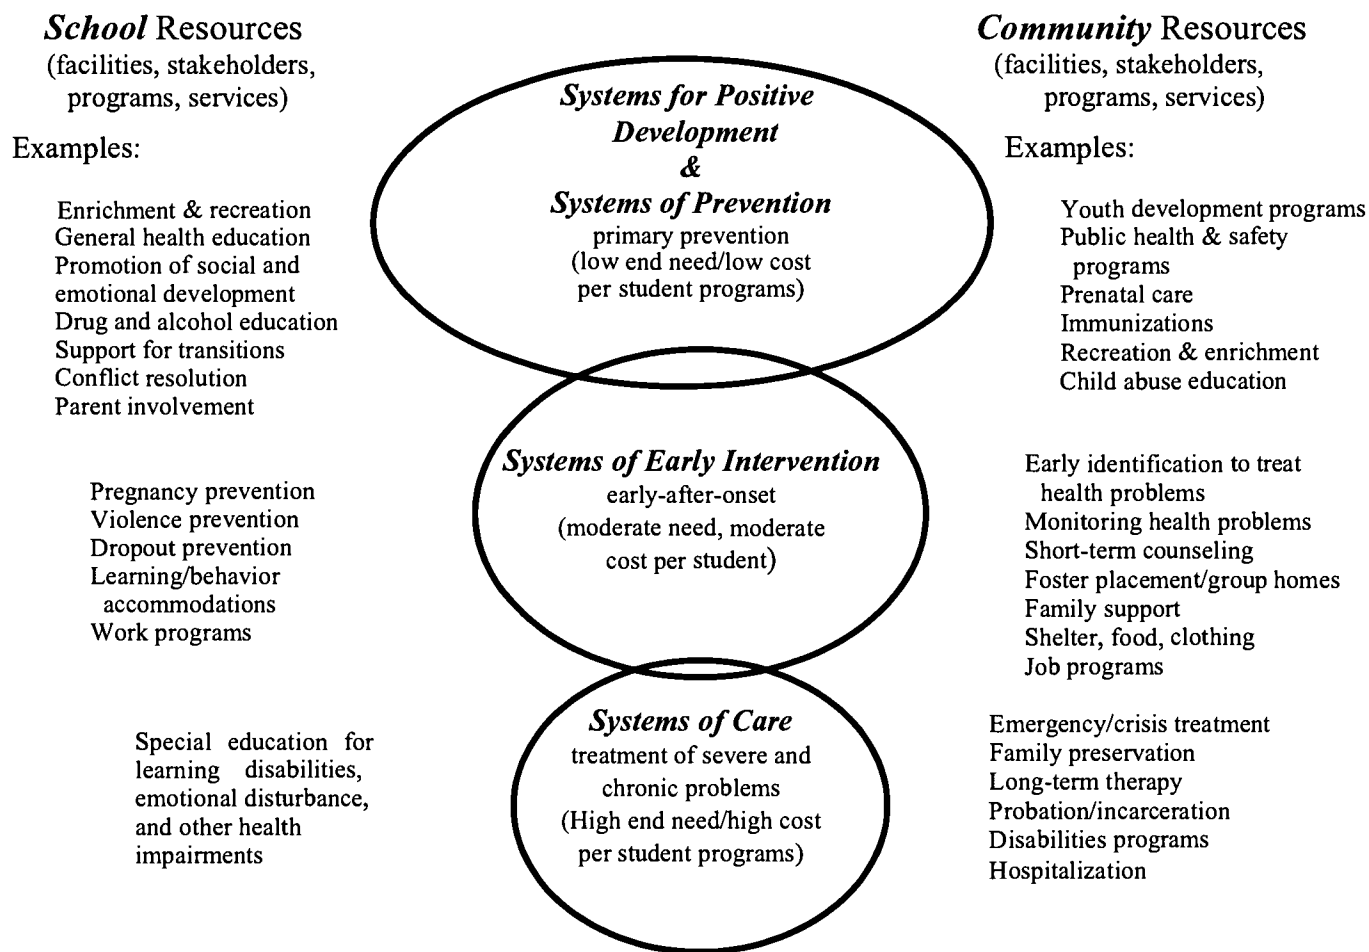 School Resources
(facilities, stakeholders,
programs, services)
Examples:
Enrichment & recreation
General health education
Promotion of social and
emotional development
Drug and alcohol education
Support for transitions
Conflict resolution
Parent involvement
Pregnancy prevention
Violence prevention
Dropout prevention
Learning/behavior
accommodations
Work programs
Special education for
learning disabilities,
emotional disturbance,
and other health
impairments
Systems for Positive
Development
&
Systems of Prevention
primary prevention
(low end need/low cost
per student programs)
Systems of Early Intervention
early-after-onset
(moderate need, moderate
cost per student)
Systems of Care
treatment of severe and
chronic problems
(High end need/high cost
per student programs)
Community Resources
(facilities, stakeholders,
programs, services)
Examples:
Youth development programs
Public health & safety
programs
Prenatal care
Immunizations
Recreation & enrichment
Child abuse education
Early identification to treat
health problems
Monitoring health problems
Short-term counseling
Foster placement/group homes
Family support
Shelter, food, clothing
Job programs
Emergency/crisis treatment
Family preservation
Long-term therapy
Probation/incarceration
Disabilities programs
Hospitalization